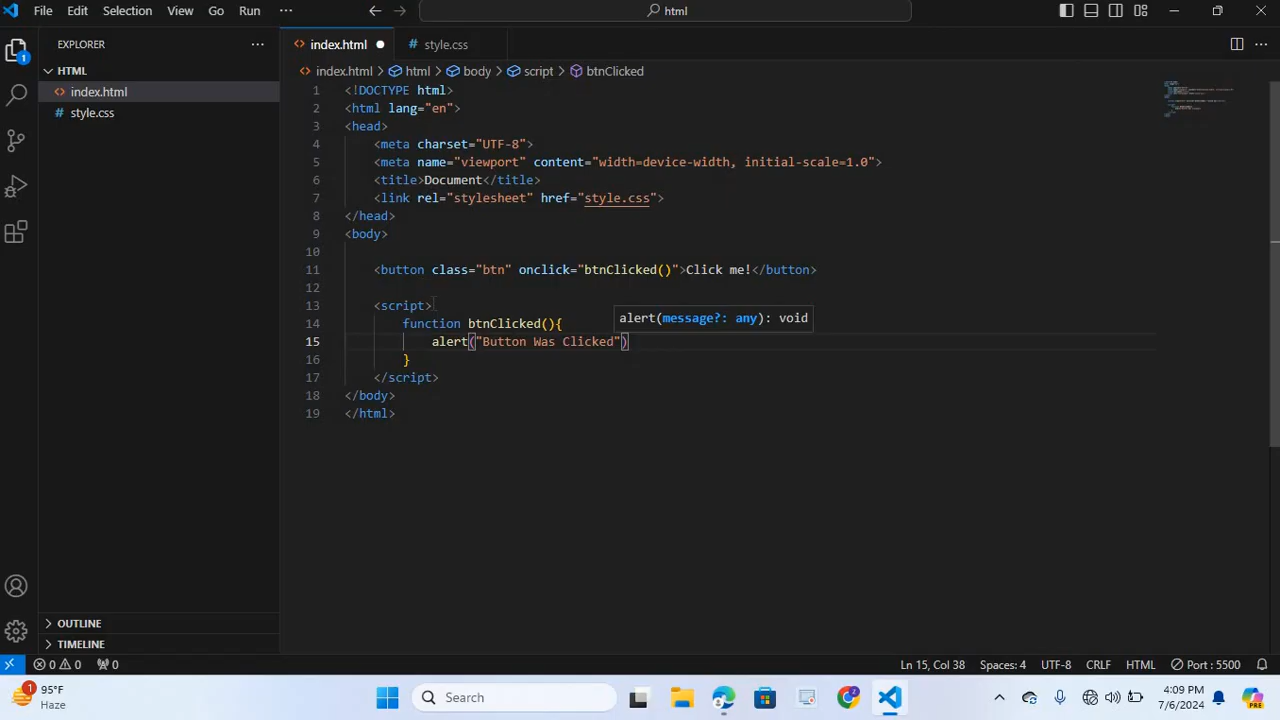 File Edit Selection View Go Run ··· html
EXPLORER ···
HTML
index.html
style.css
OUTLINE
TIMELINE
index.html style.css
index.html html body script btnClicked
1 <!DOCTYPE html>
2 <html lang="en">
3 <head>
4 <meta charset="UTF-8">
5 <meta name="viewport" content="width=device-width, initial-scale=1.0">
6 <title>Document</title>
7 <link rel="stylesheet" href="style.css">
8 </head>
9 <body>
10
11 <button class="btn" onclick="btnClicked()">Click me!</button>
12
13 <script>
14 function btnClicked(){
alert(message?: any): void
15 alert("Button Was Clicked")
16 }
17 </script>
18 </body>
19 </html>
1
0 0 0 Ln 15, Col 38 Spaces: 4 UTF-8 CRLF HTML Port : 5500
1 95°F
Haze
Search
4:09 PM
7/6/2024
PRE